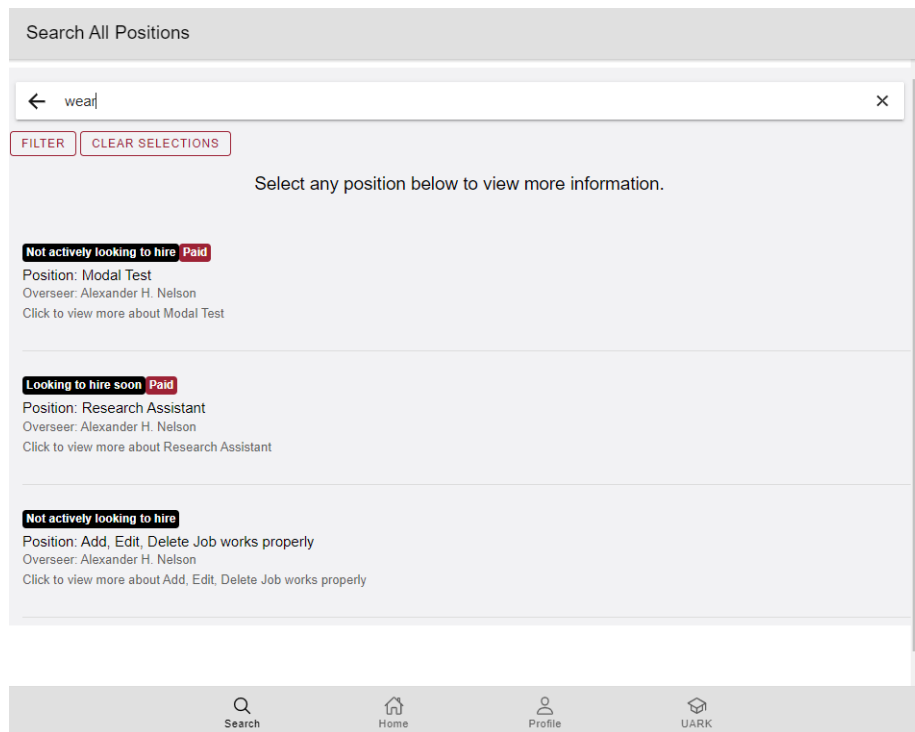 Search All Positions
wear
FILTER CLEAR SELECTIONS
Select any position below to view more information.
Not actively looking to hire Paid
Position: Modal Test
Overseer: Alexander H. Nelson
Click to view more about Modal Test
Looking to hire soon Paid
Position: Research Assistant
Overseer: Alexander H. Nelson
Click to view more about Research Assistant
Not actively looking to hire
Position: Add, Edit, Delete Job works properly
Overseer: Alexander H. Nelson
Click to view more about Add, Edit, Delete Job works properly
Search Home Profile UARK